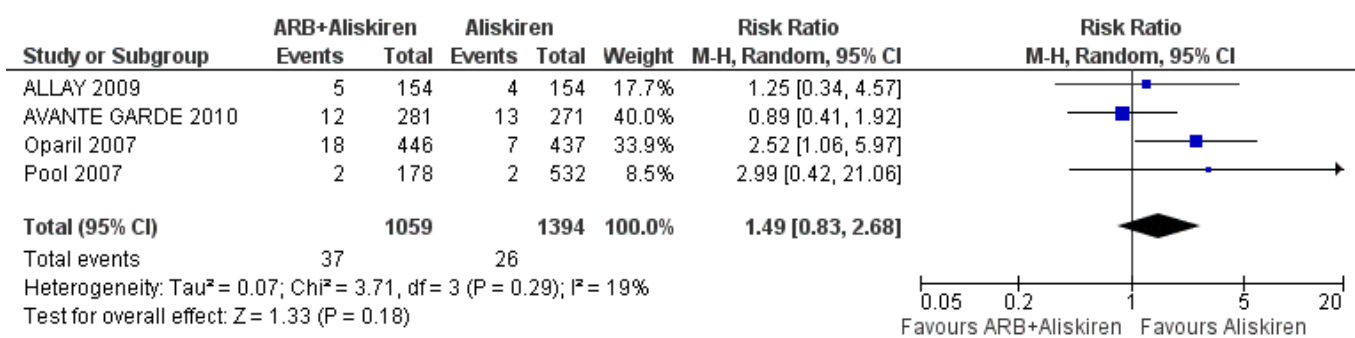 ARB+Aliskiren Aliskiren Risk Ratio Risk Ratio
Study or Subgroup Events Total Events Total Weight M-H, Random, 95% CI M-H, Random, 95% CI
ALLAY 2009 5 154 4 154 17.7% 1.25 [0.34, 4.57]
AVANTE GARDE 2010 12 281 13 271 40.0% 0.89 [0.41, 1.92]
Oparil 2007 18 446 7 437 33.9% 2.52 [1.06, 5.97]
Pool 2007 2 178 2 532 8.5% 2.99 [0.42, 21.06]
Total (95% CI) 1059 1394 100.0% 1.49 [0.83, 2.68]
Total events 37 26
Heterogeneity: Tau² = 0.07; Chi² = 3.71, df = 3 (P = 0.29); I² = 19%
Test for overall effect: Z = 1.33 (P = 0.18)
0.05 0.2 1 5 20
Favours ARB+Aliskiren Favours Aliskiren